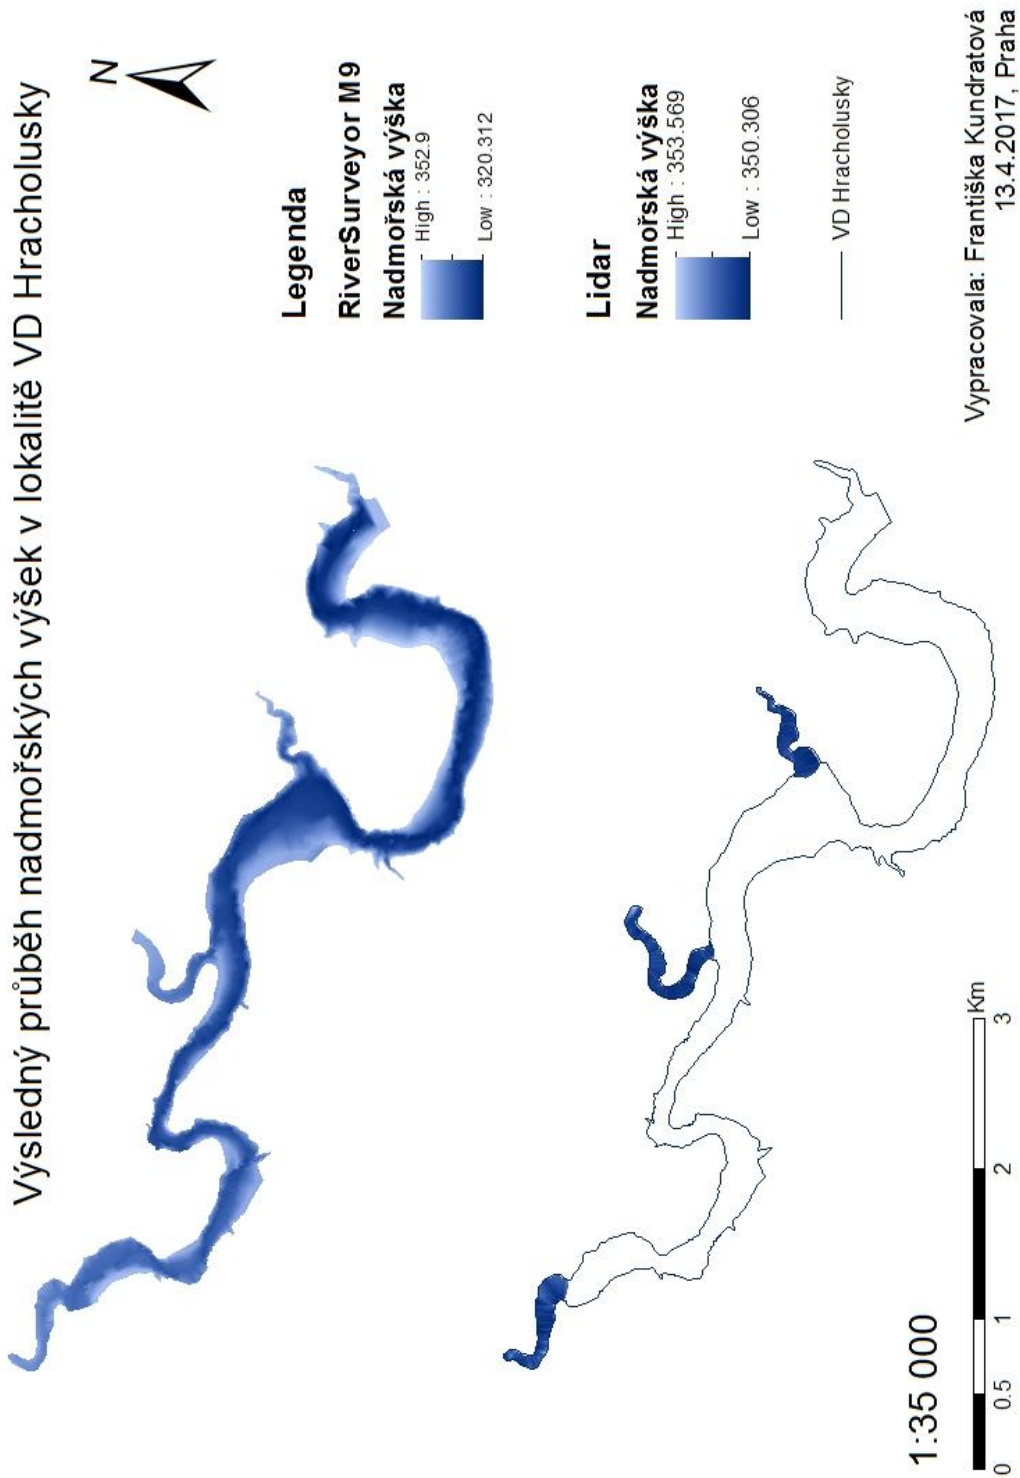 Výsledný průběh nadmořských výšek v lokalitě VD Hracholusky
N
Legenda
RiverSurveyor M9
Nadmořská výška
High : 352.9
Low : 320.312
Lidar
Nadmořská výška
High : 353.569
Low : 350.306
VD Hracholusky
1:35 000
0 0.5 1 2 3 Km
Vypracovala: Františka Kundratová
13.4.2017, Praha